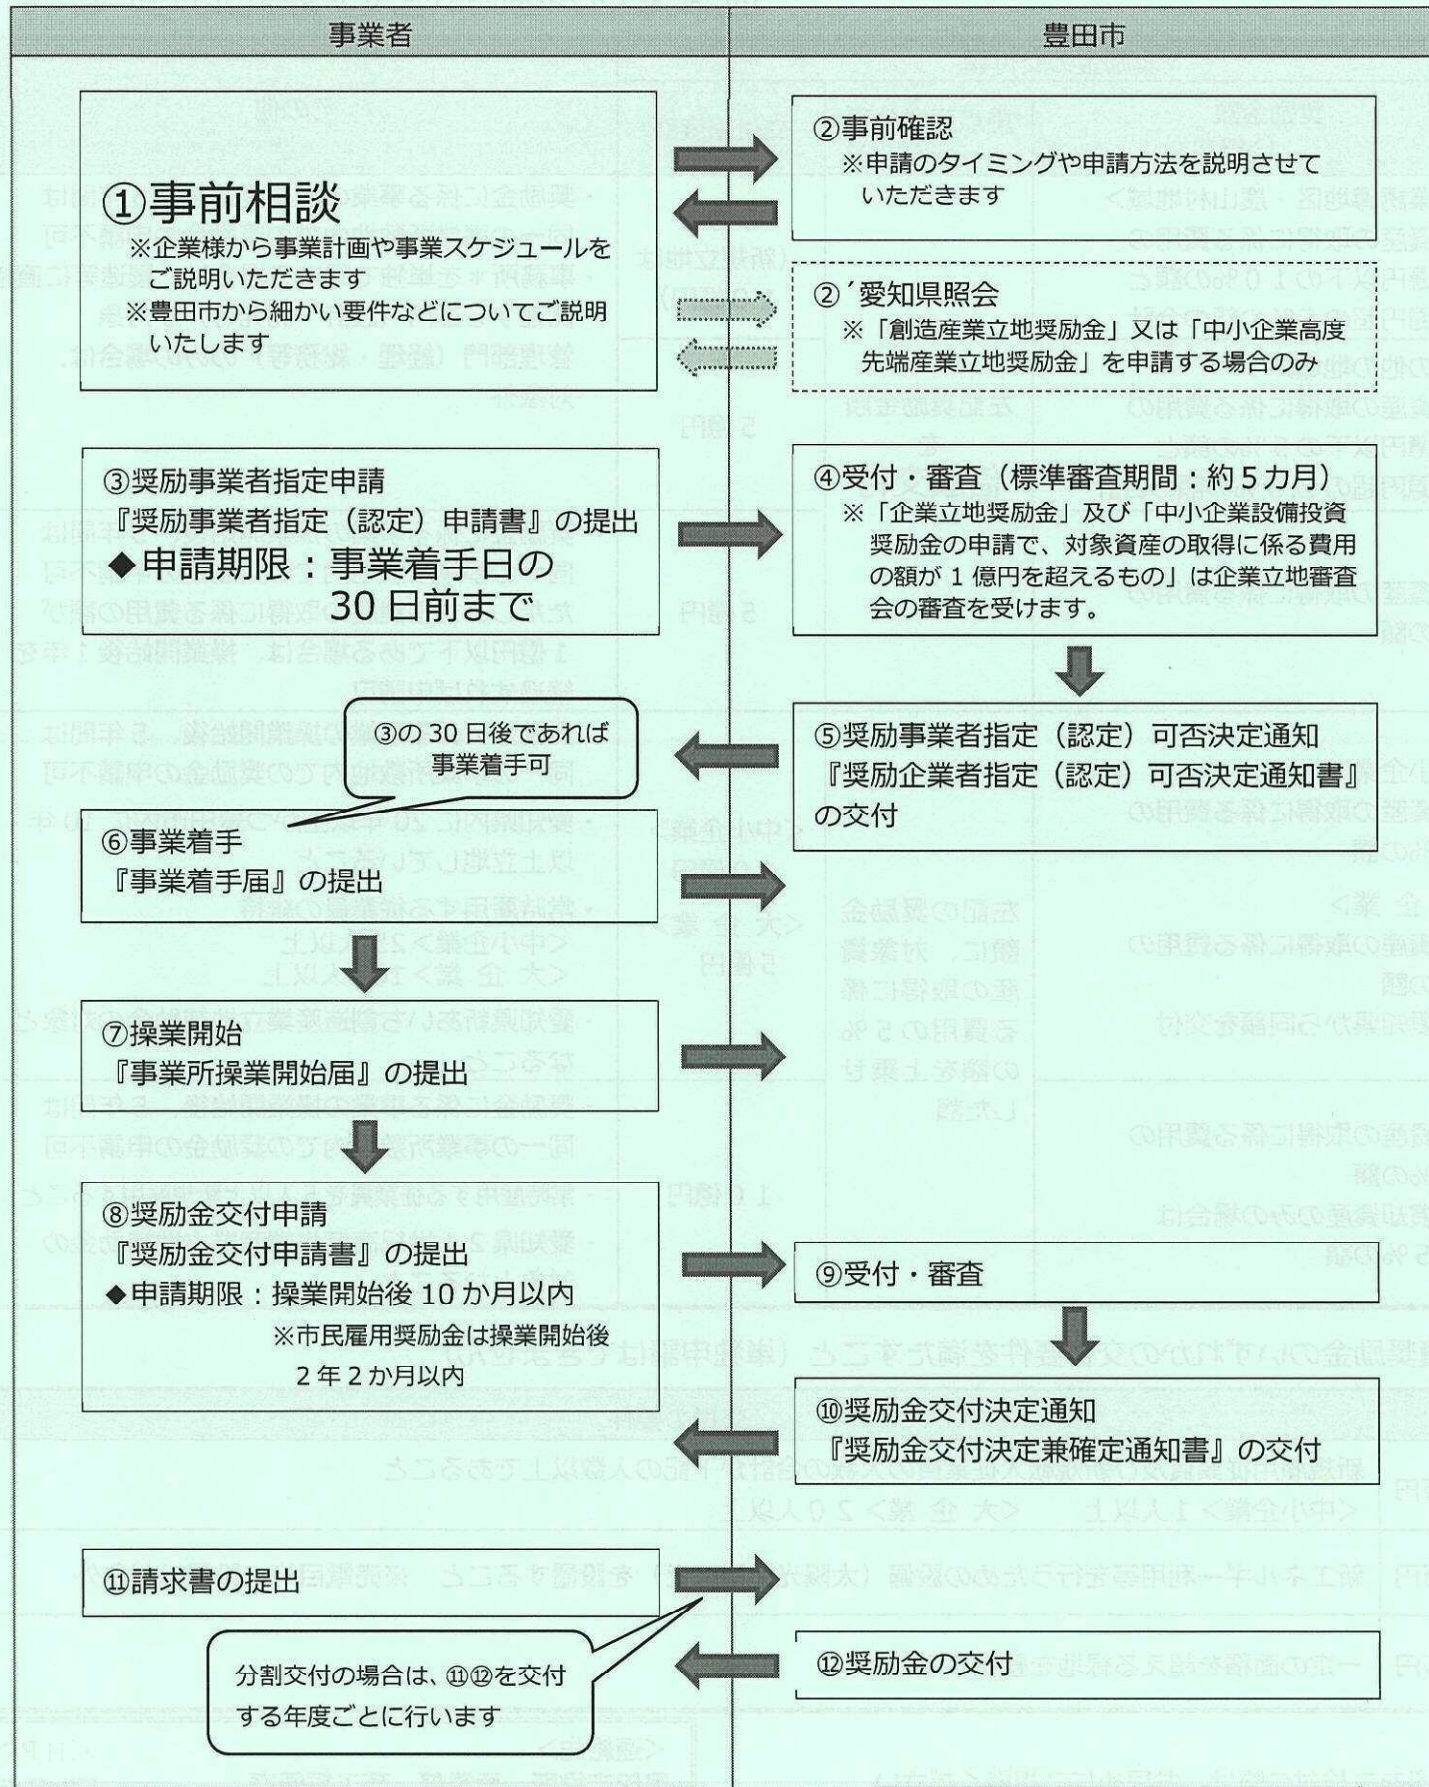 事業者
豊田市
①事前相談
※企業様から事業計画や事業スケジュールを
ご説明いただきます
※豊田市から細かい要件などについてご説明
いたします
②事前確認
※申請のタイミングや申請方法を説明させて
いただきます
②´愛知県照会
※「創造産業立地奨励金」又は「中小企業高度
先端産業立地奨励金」を申請する場合のみ
③奨励事業者指定申請
『奨励事業者指定（認定）申請書』の提出
◆申請期限：事業着手日の
30日前まで
④受付・審査（標準審査期間：約5カ月）
※「企業立地奨励金」及び「中小企業設備投資
奨励金の申請で、対象資産の取得に係る費用
の額が1億円を超えるもの」は企業立地審査
会の審査を受けます。
⑤奨励事業者指定（認定）可否決定通知
『奨励企業者指定（認定）可否決定通知書』
の交付
③の30日後であれば
事業着手可
⑥事業着手
『事業着手届』の提出
⑦操業開始
『事業所操業開始届』の提出
⑧奨励金交付申請
『奨励金交付申請書』の提出
◆申請期限：操業開始後10か月以内
※市民雇用奨励金は操業開始後
2年2か月以内
⑨受付・審査
⑩奨励金交付決定通知
『奨励金交付決定兼確定通知書』の交付
⑪請求書の提出
分割交付の場合は、⑪⑫を交付
する年度ごとに行います
⑫奨励金の交付